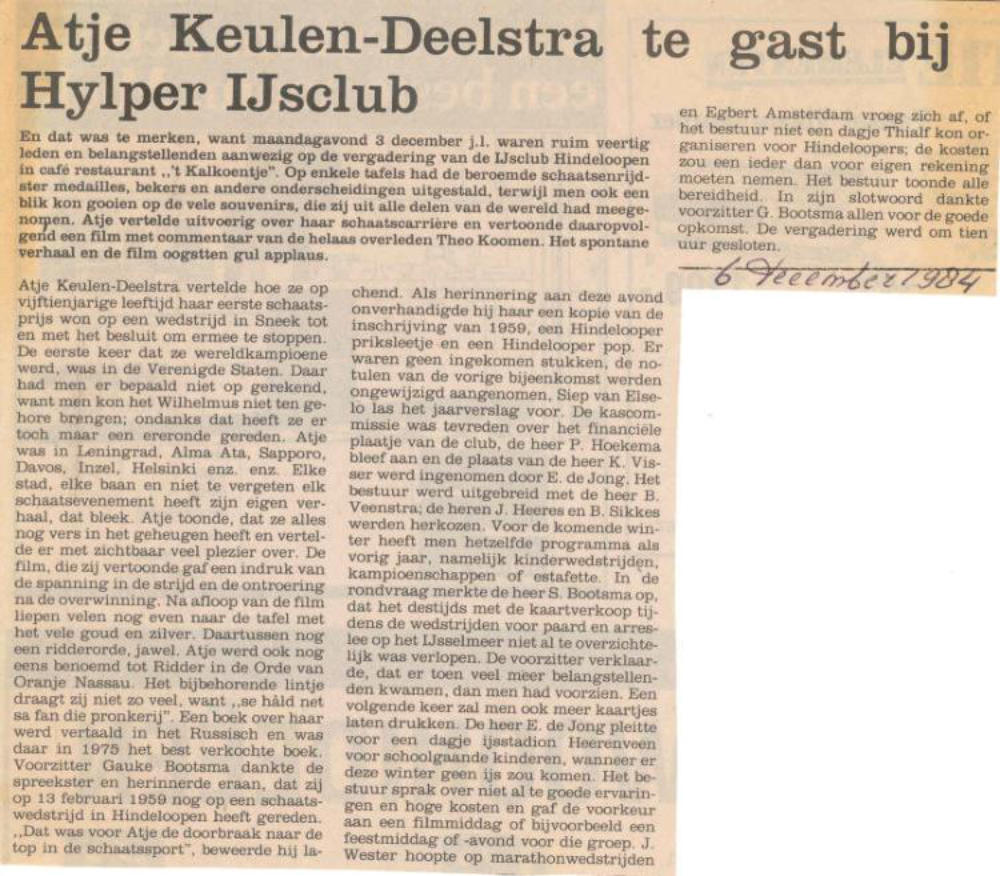 Atje Keulen-Deelstra te gast bij
Hylper IJsclub
En dat was te merken, want maandagavond 3 december j.l. waren ruim veertig
leden en belangstellenden aanwezig op de vergadering van de IJsclub Hindeloopen
in café restaurant ,,'t Kalkoentje". Op enkele tafels had de beroemde schaatsenrijd-
ster medailles, bekers en andere onderscheidingen uitgestald, terwijl men ook een
blik kon gooien op de vele souvenirs, die zij uit alle delen van de wereld had meege-
nomen. Atje vertelde uitvoerig over haar schaatscarrière en vertoonde daaropvol-
gend een film met commentaar van de helaas overleden Theo Koomen. Het spontane
verhaal en de film oogstten gul applaus.
Atje Keulen-Deelstra vertelde hoe ze op
vijftienjarige leeftijd haar eerste schaats-
prijs won op een wedstrijd in Sneek tot
en met het besluit om ermee te stoppen.
De eerste keer dat ze wereldkampioene
werd, was in de Verenigde Staten. Daar
had men er bepaald niet op gerekend,
want men kon het Wilhelmus niet ten ge-
hore brengen; ondanks dat heeft ze er
toch maar een ereronde gereden. Atje
was in Leningrad, Alma Ata, Sapporo,
Davos, Inzel, Helsinki enz. enz. Elke
stad, elke baan en niet te vergeten elk
schaatsevenement heeft zijn eigen ver-
haal, dat bleek. Atje toonde, dat ze alles
nog vers in het geheugen heeft en vertel-
de er met zichtbaar veel plezier over. De
film, die zij vertoonde gaf een indruk van
de spanning in de strijd en de ontroering
na de overwinning. Na afloop van de film
liepen velen nog even naar de tafel met
het vele goud en zilver. Daartussen nog
een ridderorde, jawel. Atje werd ook nog
eens benoemd tot Ridder in de Orde van
Oranje Nassau. Het bijbehorende lintje
draagt zij niet zo veel, want ,,se hâld net
sa fan die pronkerij". Een boek over haar
werd vertaald in het Russisch en was
daar in 1975 het best verkochte boek.
Voorzitter Gauke Bootsma dankte de
spreekster en herinnerde eraan, dat zij
op 13 februari 1959 nog op een schaats-
wedstrijd in Hindeloopen heeft gereden.
,,Dat was voor Atje de doorbraak naar de
top in de schaatssport", beweerde hij la-
chend. Als herinnering aan deze avond
onverhandigde hij haar een kopie van de
inschrijving van 1959, een Hindelooper
priksleetje en een Hindelooper pop. Er
waren geen ingekomen stukken, de no-
tulen van de vorige bijeenkomst werden
ongewijzigd aangenomen, Siep van Else-
lo las het jaarverslag voor. De kascom-
missie was tevreden over het financiële
plaatje van de club, de heer P. Hoekema
bleef aan en de plaats van de heer K. Vis-
ser werd ingenomen door E. de Jong. Het
bestuur werd uitgebreid met de heer B.
Veenstra; de heren J. Heeres en B. Sikkes
werden herkozen. Voor de komende win-
ter heeft men hetzelfde programma als
vorig jaar, namelijk kinderwedstrijden,
kampioenschappen of estafette. In de
rondvraag merkte de heer S. Bootsma op,
dat het destijds met de kaartverkoop tij-
dens de wedstrijden voor paard en arres-
lee op het IJsselmeer niet al te overzichte-
lijk was verlopen. De voorzitter verklaar-
de, dat er toen veel meer belangstellen-
den kwamen, dan men had voorzien. Een
volgende keer zal men ook meer kaartjes
laten drukken. De heer E. de Jong pleitte
voor een dagje ijsstadion Heerenveen
voor schoolgaande kinderen, wanneer er
deze winter geen ijs zou komen. Het be-
stuur sprak over niet al te goede ervarin-
gen en hoge kosten en gaf de voorkeur
aan een filmmiddag of bijvoorbeeld een
feestmiddag of -avond voor die groep. J.
Wester hoopte op marathonwedstrijden
en Egbert Amsterdam vroeg zich af, of
het bestuur niet een dagje Thialf kon or-
ganiseren voor Hindeloopers; de kosten
zou een ieder dan voor eigen rekening
moeten nemen. Het bestuur toonde alle
bereidheid. In zijn slotwoord dankte
voorzitter G. Bootsma allen voor de goede
opkomst. De vergadering werd om tien
uur gesloten.
6 December 1984